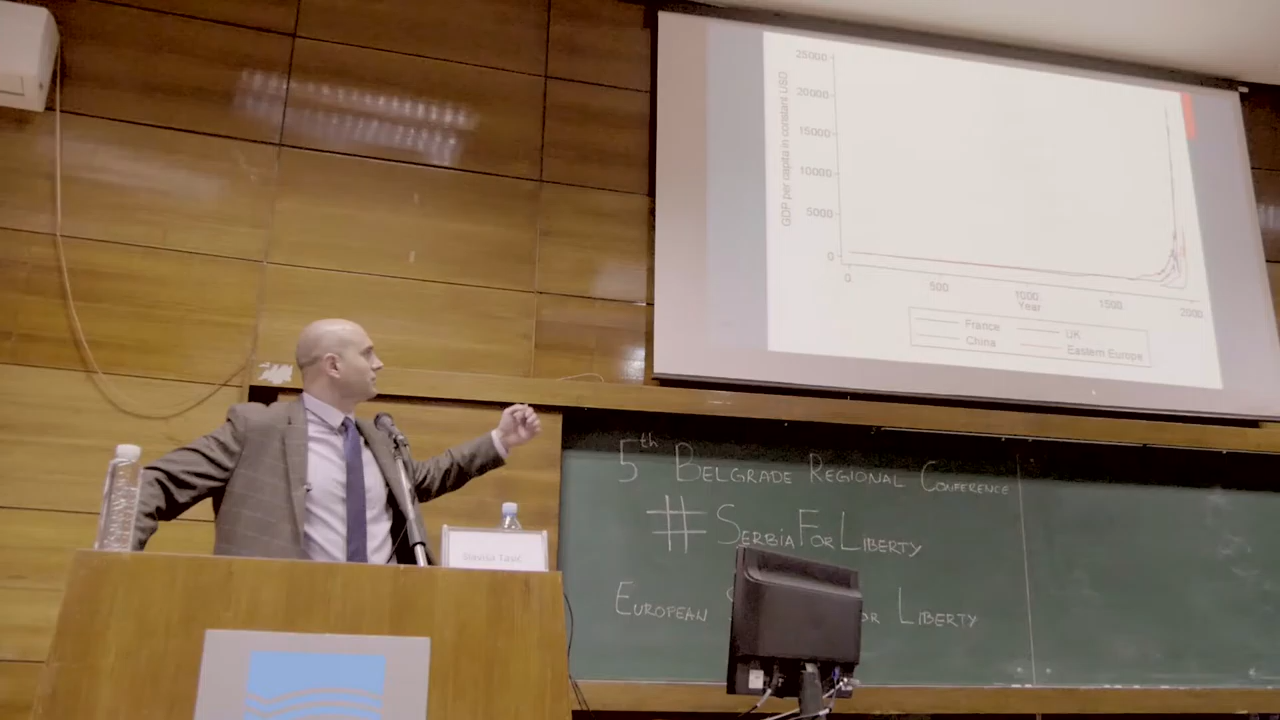 25000
20000
15000
10000
5000
0
GDP per capita in constant USD
0 500 1000 1500 2000
Year
France UK
China Eastern Europe
5th BELGRADE REGIONAL CONFERENCE
#SERBIAFORLIBERTY
EUROPEAN LIBERTY